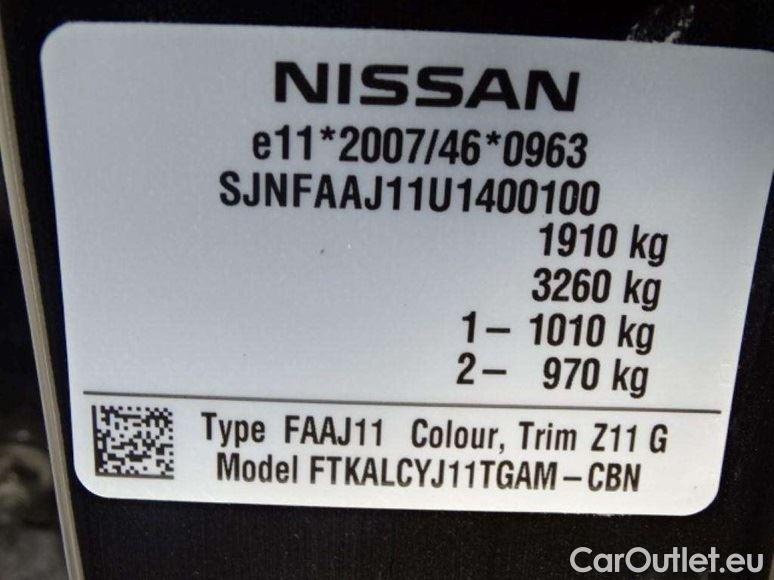 NISSAN
e11*2007/46*0963
SJNFAAJ11U1400100
1910 kg
3260 kg
1– 1010 kg
2– 970 kg
Type FAAJ11 Colour, Trim Z11 G
Model FTKALCYJ11TGAM–CBN
CarOutlet.eu